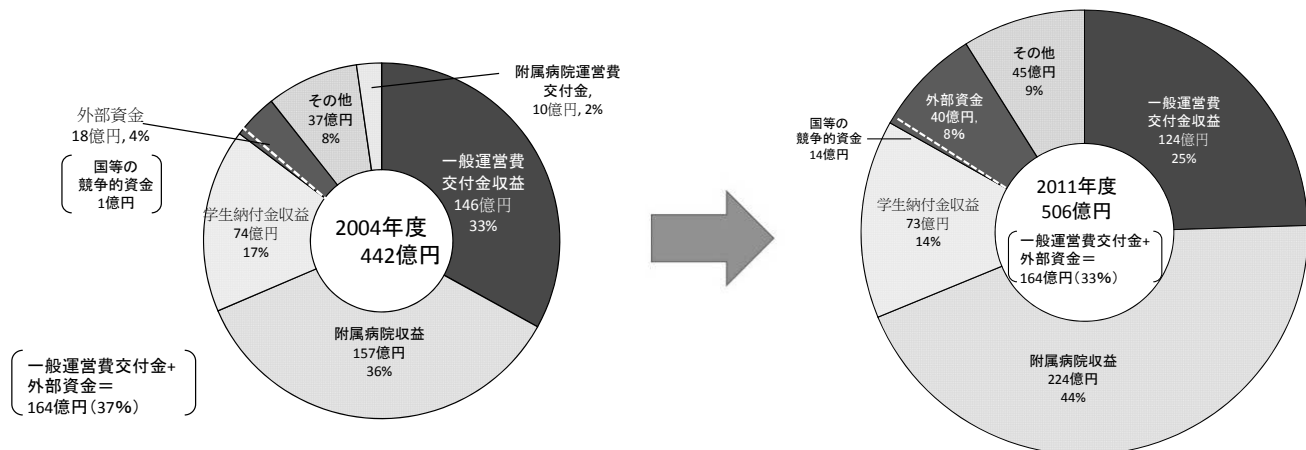 附属病院運営費
交付金,
10億円, 2%
その他
37億円
8%
外部資金
18億円, 4%
国等の
競争的資金
1億円
一般運営費
交付金収益
146億円
33%
学生納付金収益
74億円
17%
2004年度
442億円
附属病院収益
157億円
36%
一般運営費交付金+
外部資金＝
164億円(37%)
その他
45億円
9%
外部資金
40億円,
8%
国等の
競争的資金
14億円
一般運営費
交付金収益
124億円
25%
学生納付金収益
73億円
14%
2011年度
506億円
一般運営費交付金+
外部資金＝
164億円(33%)
附属病院収益
224億円
44%